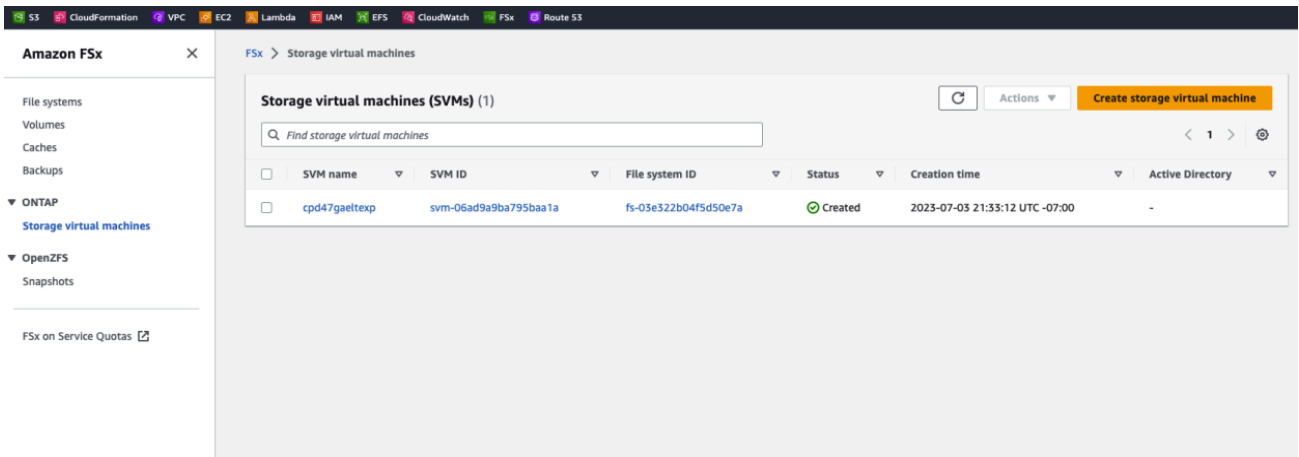 S3 CloudFormation VPC EC2 Lambda IAM EFS CloudWatch FSx Route 53
Amazon FSx
File systems
Volumes
Caches
Backups
ONTAP
Storage virtual machines
OpenZFS
Snapshots
FSx on Service Quotas
FSx > Storage virtual machines
Storage virtual machines (SVMs) (1)
Actions
Create storage virtual machine
Find storage virtual machines
< 1 >
SVM name SVM ID File system ID Status Creation time Active Directory
cpd47gaeltexp svm-06ad9a9ba795baa1a fs-03e322b04f5d50e7a Created 2023-07-03 21:33:12 UTC -07:00 -